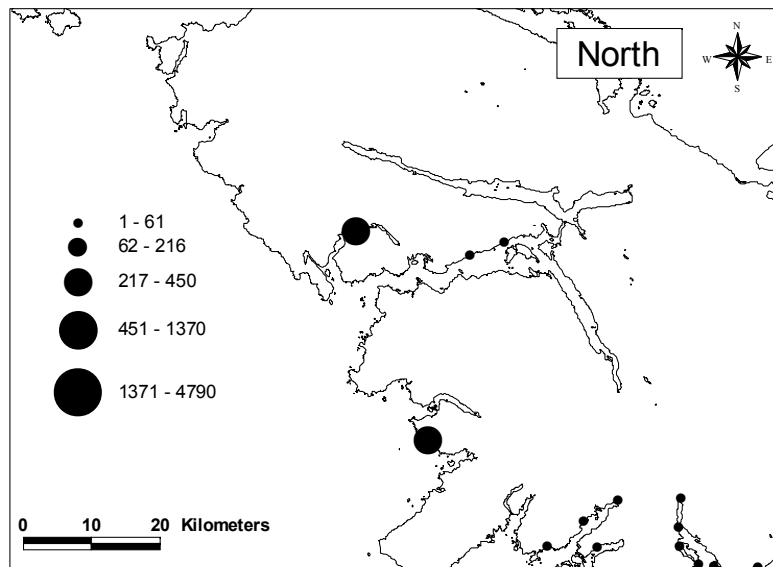 North
N
W E
S
1 - 61
62 - 216
217 - 450
451 - 1370
1371 - 4790
0 10 20 Kilometers